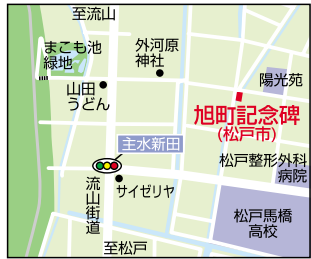 至流山
まこも池
緑地
外河原
神社
陽光苑
山田
うどん
旭町記念碑
(松戸市)
主水新田
松戸整形外科
病院
サイゼリヤ
流山街道
松戸馬橋
高校
至松戸